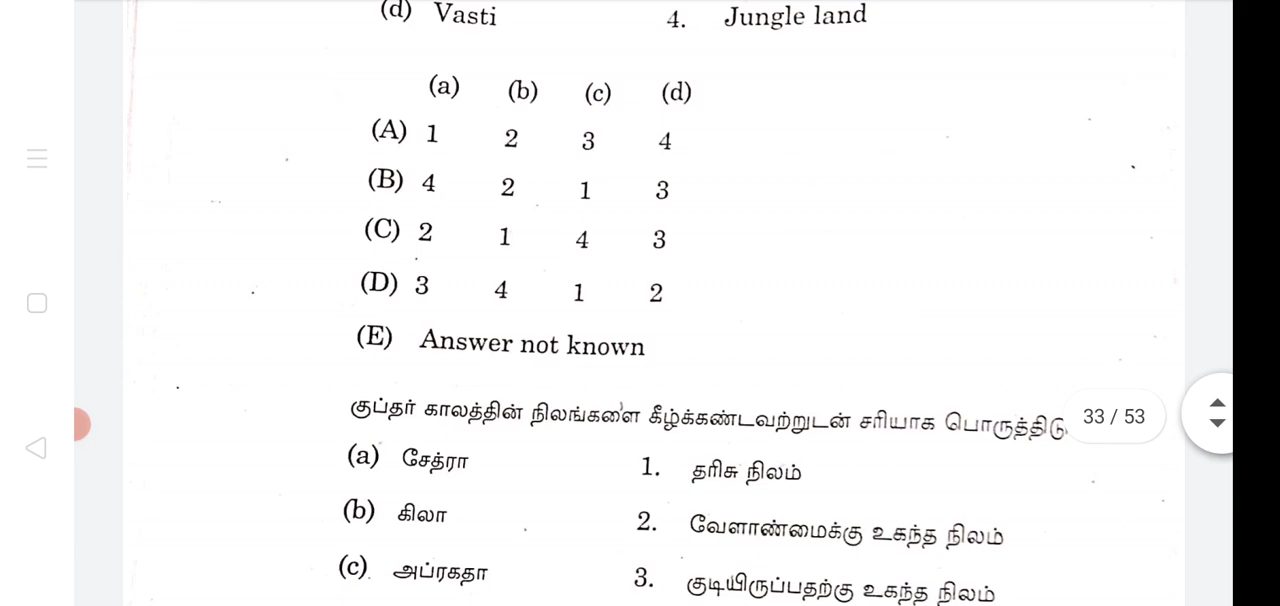 (d) Vasti 4. Jungle land
(a) (b) (c) (d)
(A) 1 2 3 4
(B) 4 2 1 3
(C) 2 1 4 3
(D) 3 4 1 2
(E) Answer not known
குப்தர் காலத்தின் நிலங்களை கீழ்க்கண்டவற்றுடன் சரியாக பொருத்திடு
33 / 53
(a) சேத்ரா 1. தரிசு நிலம்
(b) கிலா 2. வேளாண்மைக்கு உகந்த நிலம்
(c) அப்ரகதா 3. குடியிருப்பதற்கு உகந்த நிலம்